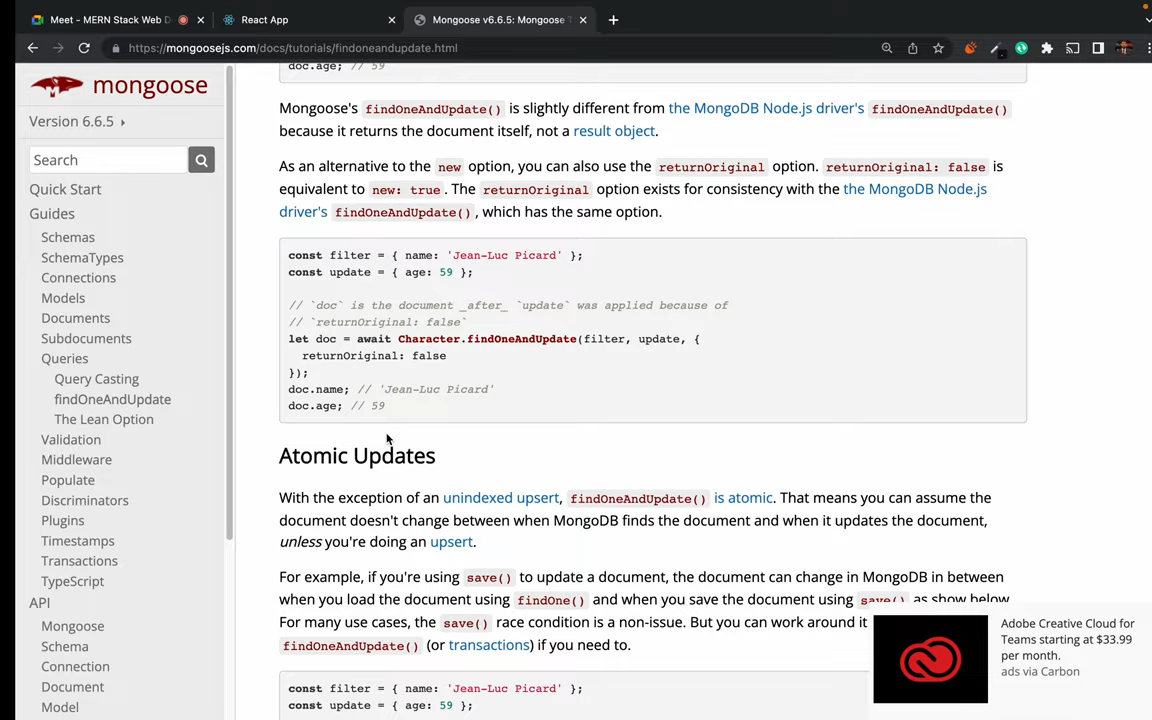 Meet - MERN Stack Web D
React App
Mongoose v6.6.5: Mongoose
https://mongoosejs.com/docs/tutorials/findoneandupdate.html
mongoose
Version 6.6.5
Search
Quick Start
Guides
Schemas
SchemaTypes
Connections
Models
Documents
Subdocuments
Queries
Query Casting
findOneAndUpdate
The Lean Option
Validation
Middleware
Populate
Discriminators
Plugins
Timestamps
Transactions
TypeScript
API
Mongoose
Schema
Connection
Document
Model
doc.age; // 59
Mongoose's findOneAndUpdate() is slightly different from the MongoDB Node.js driver's findOneAndUpdate()
because it returns the document itself, not a result object.
As an alternative to the new option, you can also use the returnOriginal option. returnOriginal: false is
equivalent to new: true. The returnOriginal option exists for consistency with the the MongoDB Node.js
driver's findOneAndUpdate(), which has the same option.
const filter = { name: 'Jean-Luc Picard' };
const update = { age: 59 };
// `doc` is the document _after_ `update` was applied because of
// `returnOriginal: false`
let doc = await Character.findOneAndUpdate(filter, update, {
returnOriginal: false
});
doc.name; // 'Jean-Luc Picard'
doc.age; // 59
Atomic Updates
With the exception of an unindexed upsert, findOneAndUpdate() is atomic. That means you can assume the
document doesn't change between when MongoDB finds the document and when it updates the document,
unless you're doing an upsert.
For example, if you're using save() to update a document, the document can change in MongoDB in between
when you load the document using findOne() and when you save the document using save() as show below.
For many use cases, the save() race condition is a non-issue. But you can work around it
findOneAndUpdate() (or transactions) if you need to.
const filter = { name: 'Jean-Luc Picard' };
const update = { age: 59 };
Adobe Creative Cloud for
Teams starting at $33.99
per month.
ads via Carbon